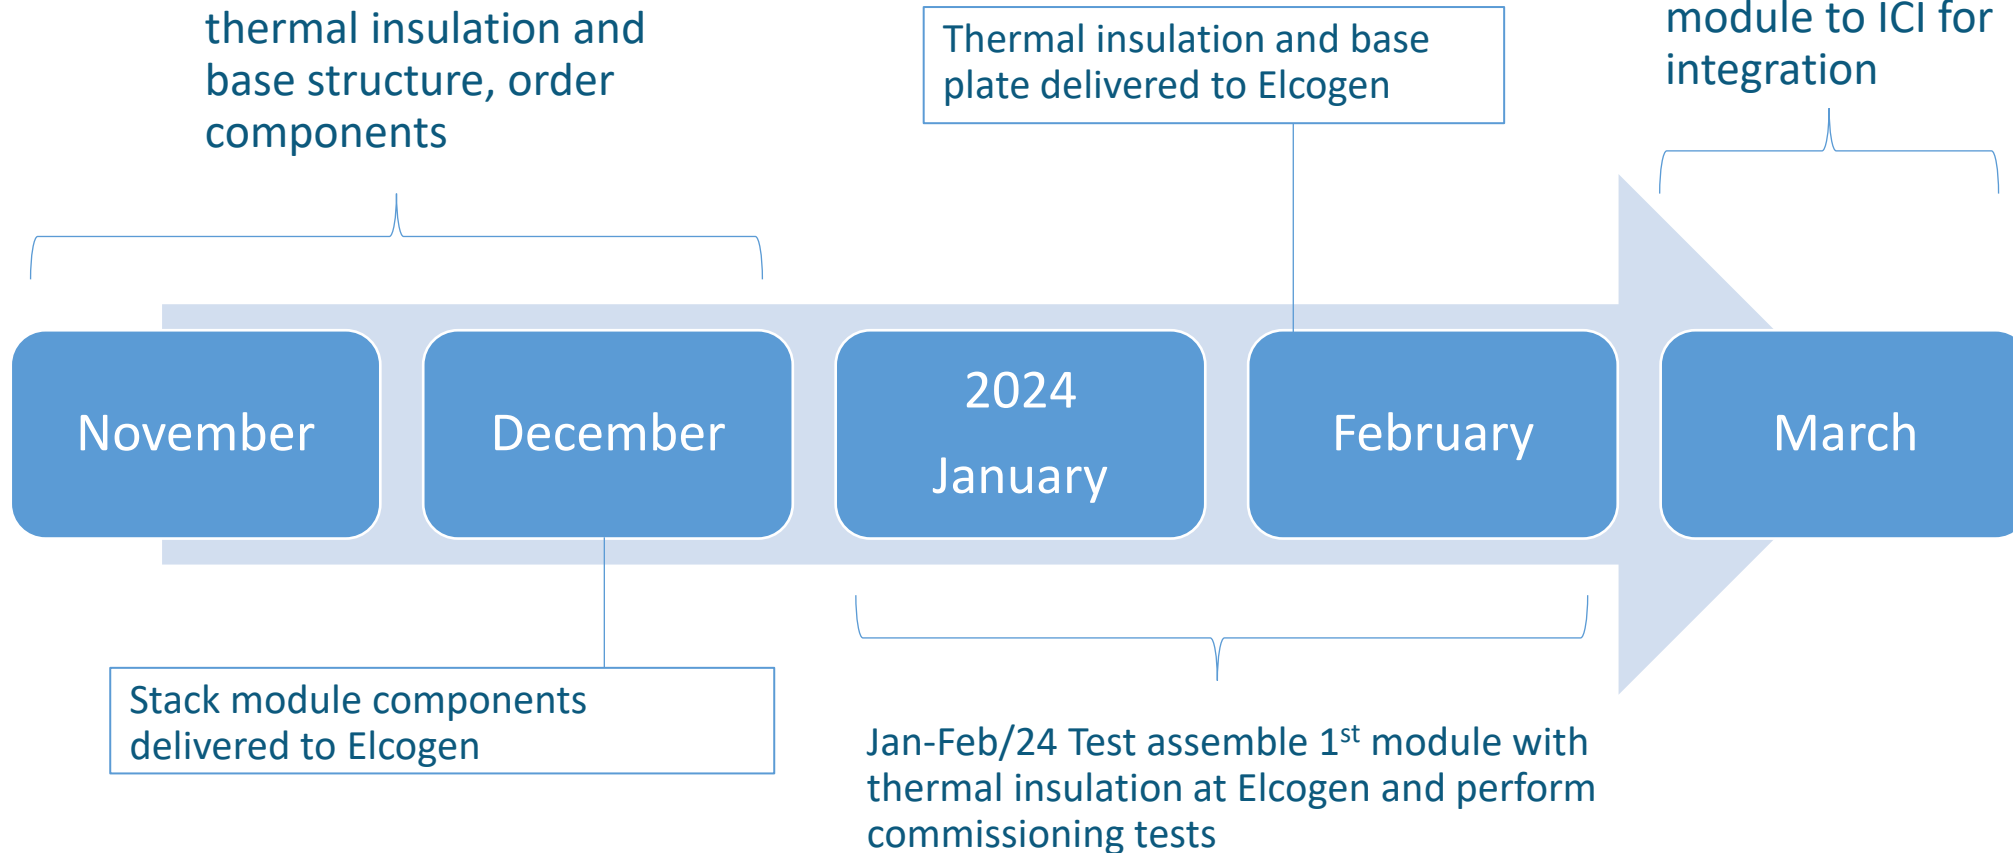 thermal insulation and
base structure, order
components
Thermal insulation and base
plate delivered to Elcogen
module to ICI for
integration
November
December
2024
January
February
March
Stack module components
delivered to Elcogen
Jan-Feb/24 Test assemble 1st module with
thermal insulation at Elcogen and perform
commissioning tests